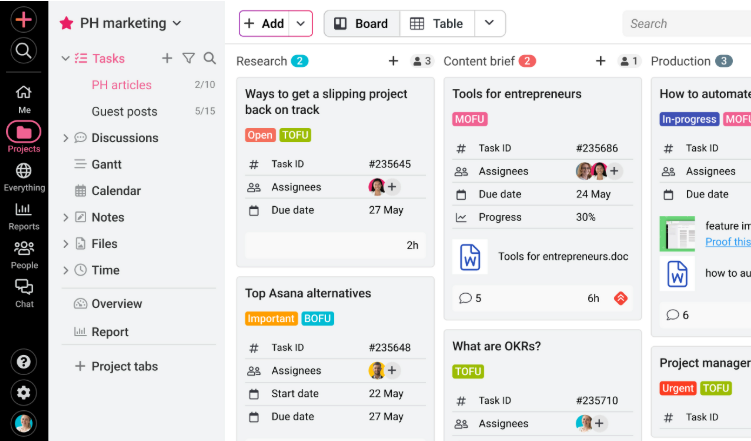 Me
Projects
Everything
Reports
People
Chat
PH marketing
Tasks
PH articles 2/10
Guest posts 5/15
Discussions
Gantt
Calendar
Notes
Files
Time
Overview
Report
+ Project tabs
+ Add
Board
Table
Search
Research 2 + 3
Ways to get a slipping project
back on track
Open TOFU
# Task ID #235645
Assignees +
Due date 27 May
2h
Top Asana alternatives
Important BOFU
# Task ID #235648
Assignees +
Start date 22 May
Due date 27 May
Content brief 2 + 1
Tools for entrepreneurs
MOFU
# Task ID #235686
Assignees +
Due date 24 May
Progress 30%
W Tools for entrepreneurs.doc
5 6h
What are OKRs?
TOFU
# Task ID #235710
Assignees +
Production 3
How to automate
In-progress MOFU
# Task ID
Assignees
Due date
feature im
Proof this
W how to au
6
Project manager
Urgent TOFU
# Task ID